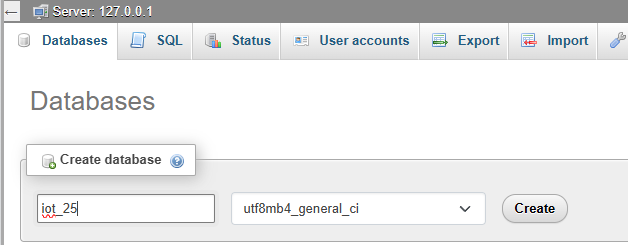 Server: 127.0.0.1
Databases SQL Status User accounts Export Import
Databases
Create database
iot_25 utf8mb4_general_ci Create